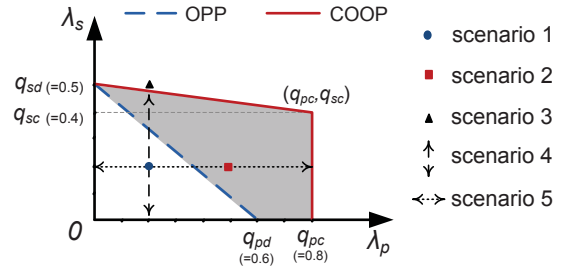 λs OPP COOP
qsd (=0.5)
qsc (=0.4)
(qpc,qsc)
0
qpd
(=0.6)
qpc
(=0.8)
λp
scenario 1
scenario 2
scenario 3
scenario 4
scenario 5